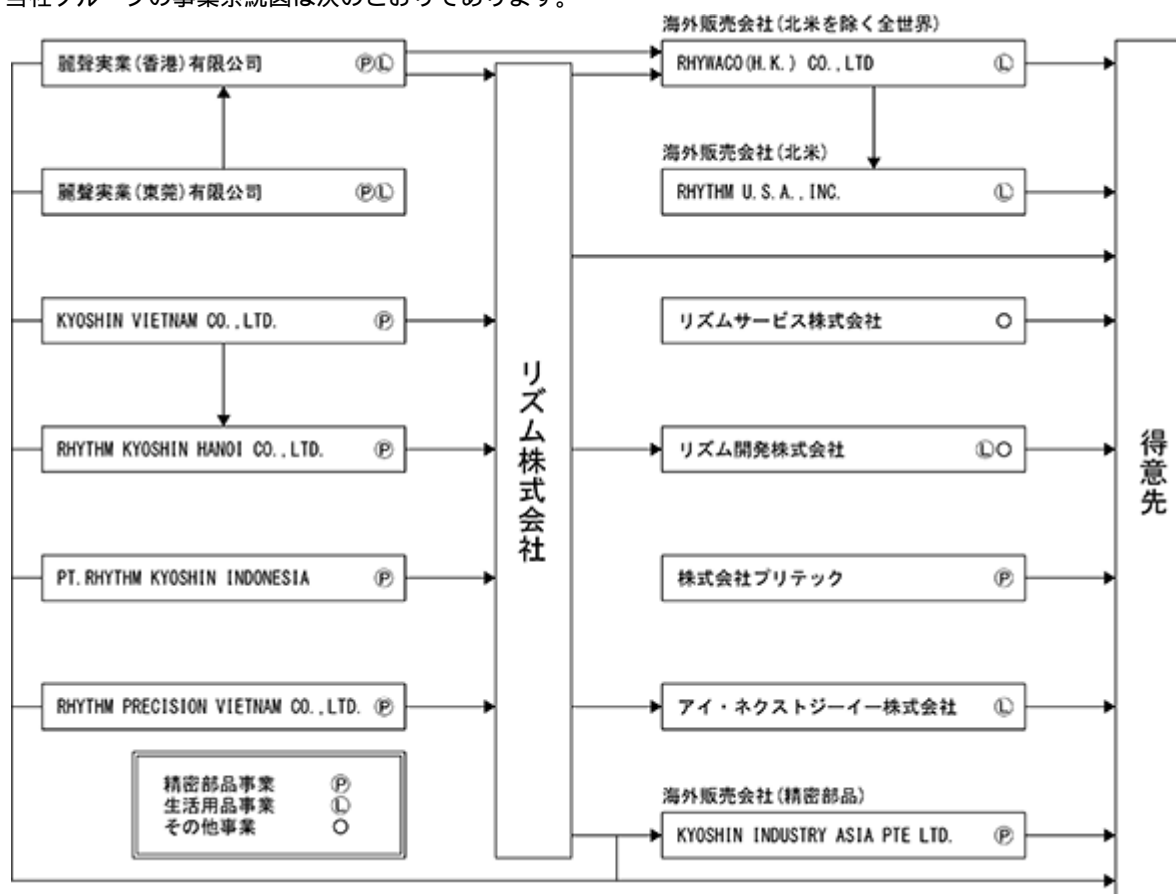 当社グループの事業系統図は次のとおりであります。
海外販売会社(北米を除く全世界)
麗聲実業(香港)有限公司 ⓅⓁ
RHYWACO(H.K.) CO.,LTD Ⓛ
海外販売会社(北米)
麗聲実業(東莞)有限公司 ⓅⓁ
RHYTHM U.S.A.,INC. Ⓛ
KYOSHIN VIETNAM CO.,LTD. Ⓟ
リズムサービス株式会社 ○
リズム株式会社
RHYTHM KYOSHIN HANOI CO.,LTD. Ⓟ
リズム開発株式会社 Ⓛ○
得意先
PT.RHYTHM KYOSHIN INDONESIA Ⓟ
株式会社プリテック Ⓟ
RHYTHM PRECISION VIETNAM CO.,LTD. Ⓟ
アイ・ネクストジーイー株式会社 Ⓛ
精密部品事業 Ⓟ
生活用品事業 Ⓛ
その他事業 ○
海外販売会社(精密部品)
KYOSHIN INDUSTRY ASIA PTE LTD. Ⓟ